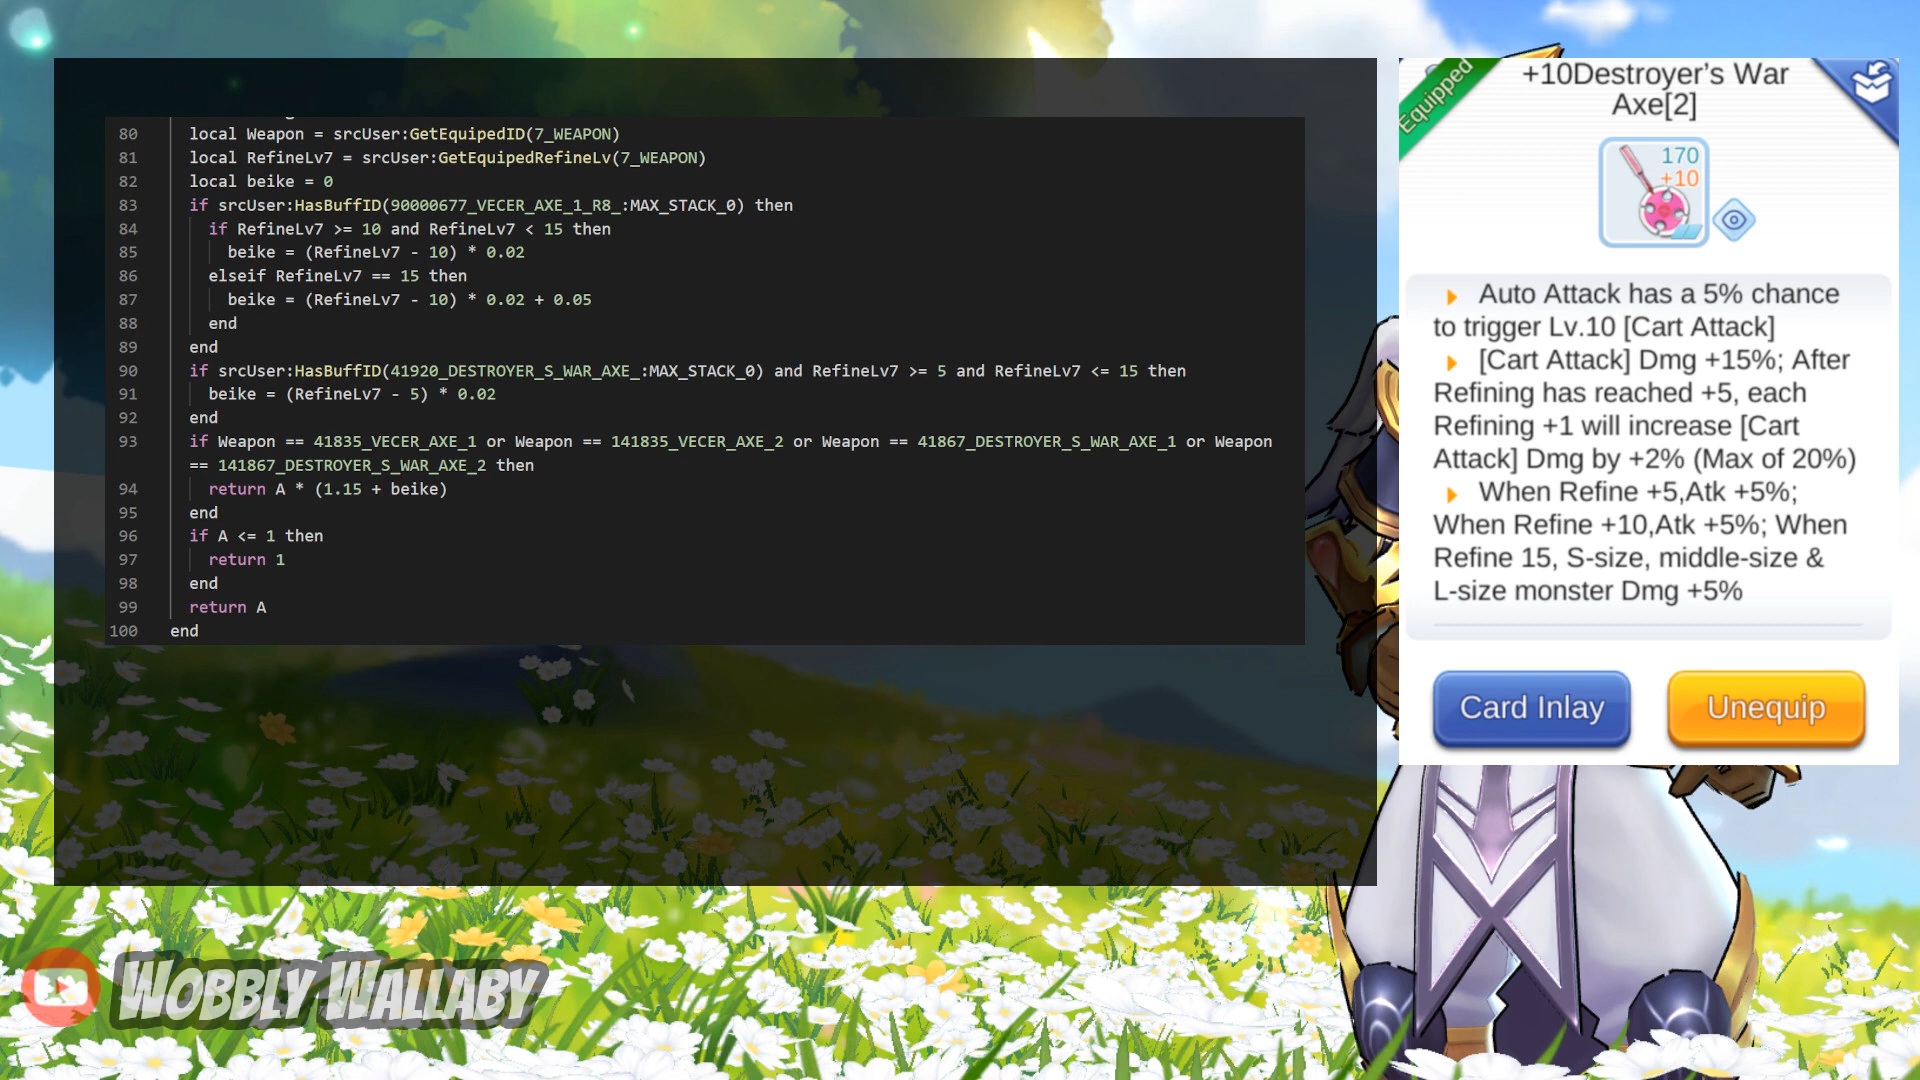 80 local Weapon = srcUser:GetEquipedID(7_WEAPON)
81 local RefineLv7 = srcUser:GetEquipedRefineLv(7_WEAPON)
82 local beike = 0
83 if srcUser:HasBuffID(90000677_VECER_AXE_1_R8_:MAX_STACK_0) then
84 if RefineLv7 >= 10 and RefineLv7 < 15 then
85 beike = (RefineLv7 - 10) * 0.02
86 elseif RefineLv7 == 15 then
87 beike = (RefineLv7 - 10) * 0.02 + 0.05
88 end
89 end
90 if srcUser:HasBuffID(41920_DESTROYER_S_WAR_AXE_:MAX_STACK_0) and RefineLv7 >= 5 and RefineLv7 <= 15 then
91 beike = (RefineLv7 - 5) * 0.02
92 end
93 if Weapon == 41835_VECER_AXE_1 or Weapon == 141835_VECER_AXE_2 or Weapon == 41867_DESTROYER_S_WAR_AXE_1 or Weapon
== 141867_DESTROYER_S_WAR_AXE_2 then
94 return A * (1.15 + beike)
95 end
96 if A <= 1 then
97 return 1
98 end
99 return A
100 end
Equipped
+10Destroyer's War
Axe[2]
170
+10
Auto Attack has a 5% chance
to trigger Lv.10 [Cart Attack]
[Cart Attack] Dmg +15%; After
Refining has reached +5, each
Refining +1 will increase [Cart
Attack] Dmg by +2% (Max of 20%)
When Refine +5,Atk +5%;
When Refine +10,Atk +5%; When
Refine 15, S-size, middle-size &
L-size monster Dmg +5%
Card Inlay
Unequip
Wobbly Wallaby